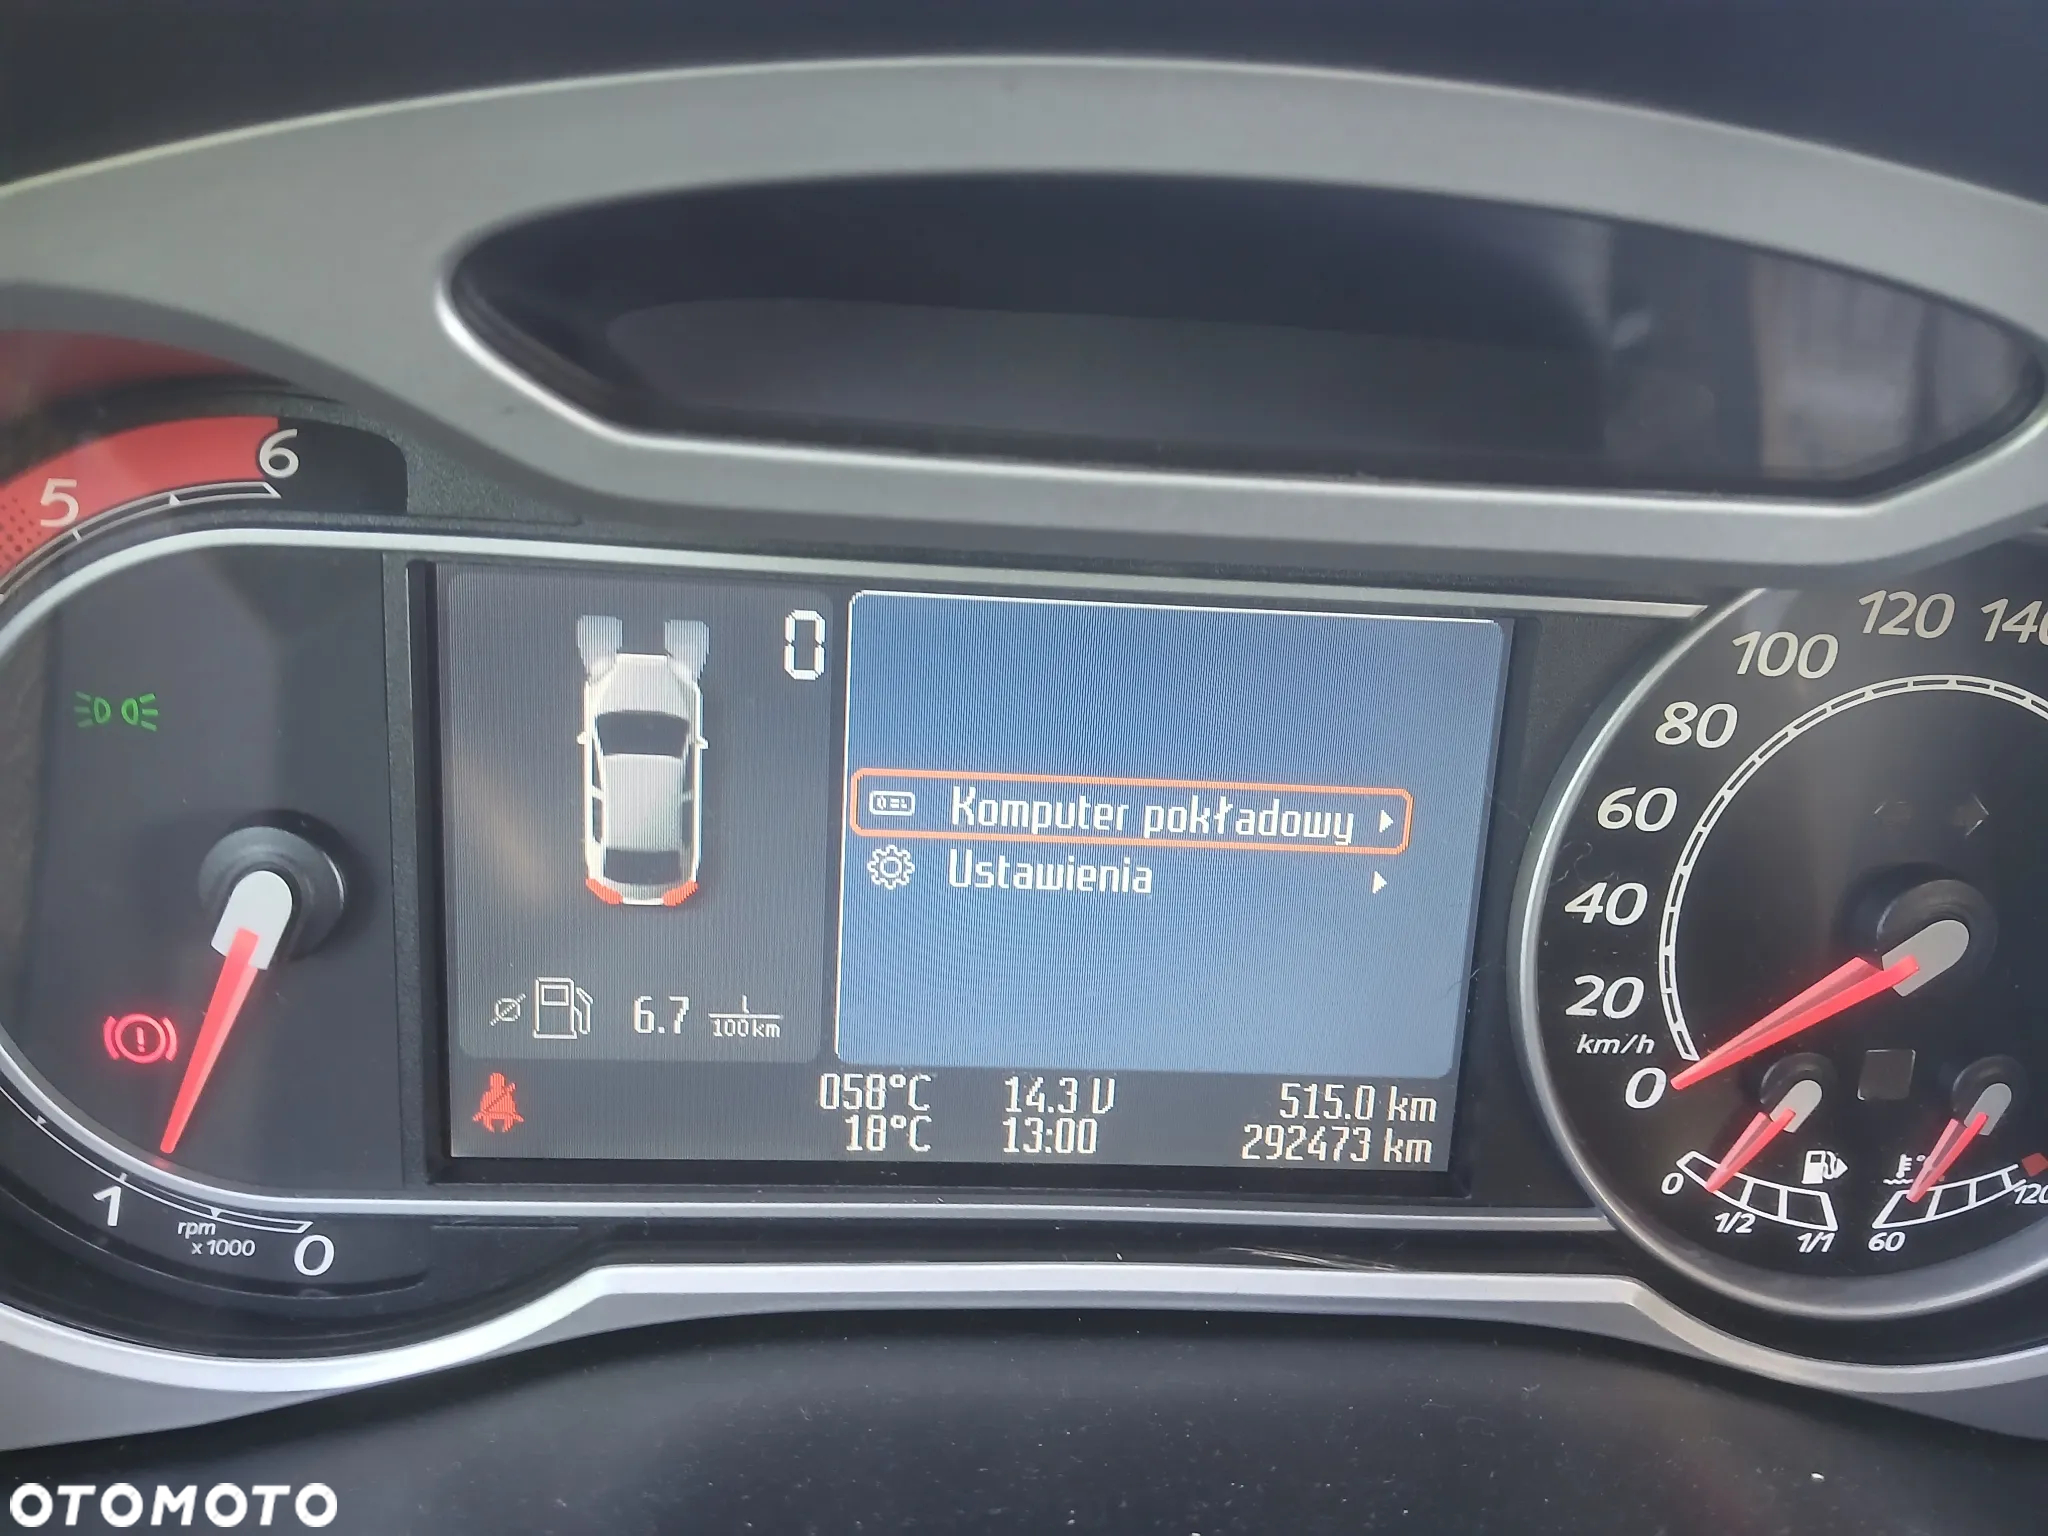 6
5
0
Komputer pokładowy
Ustawienia
6.7 l
100km
058°C 14.3 V 515.0 km
18°C 13:00 292473 km
1
rpm
x 1000
0
140
120
100
80
60
40
20
km/h
0
0
1/2
1/1
60
120
OTOMOTO